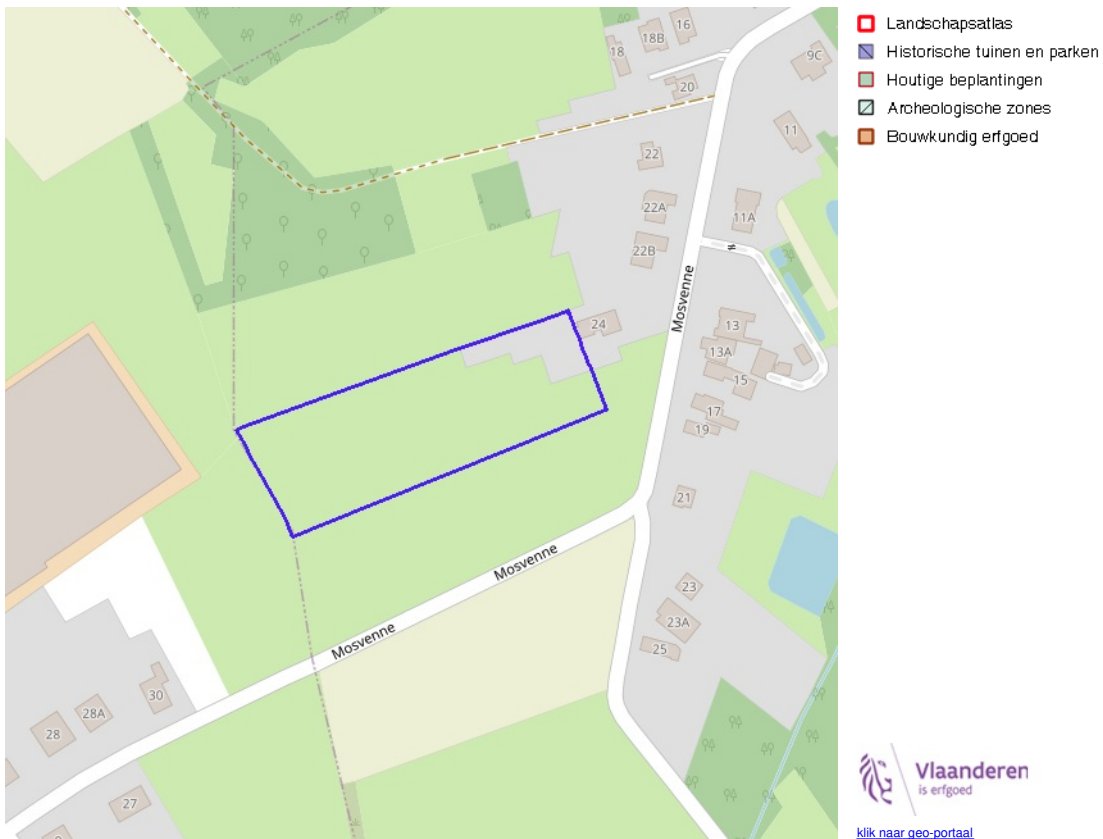 16
18B
18
9C
20
11
22
22A
11A
22B
Mosvenne
24
13
13A
15
17
19
21
Mosvenne
23
23A
25
Mosvenne
30
28A
28
27
Landschapsatlas
Historische tuinen en parken
Houtige beplantingen
Archeologische zones
Bouwkundig erfgoed
Vlaanderen
is erfgoed
klik naar geo-portaal